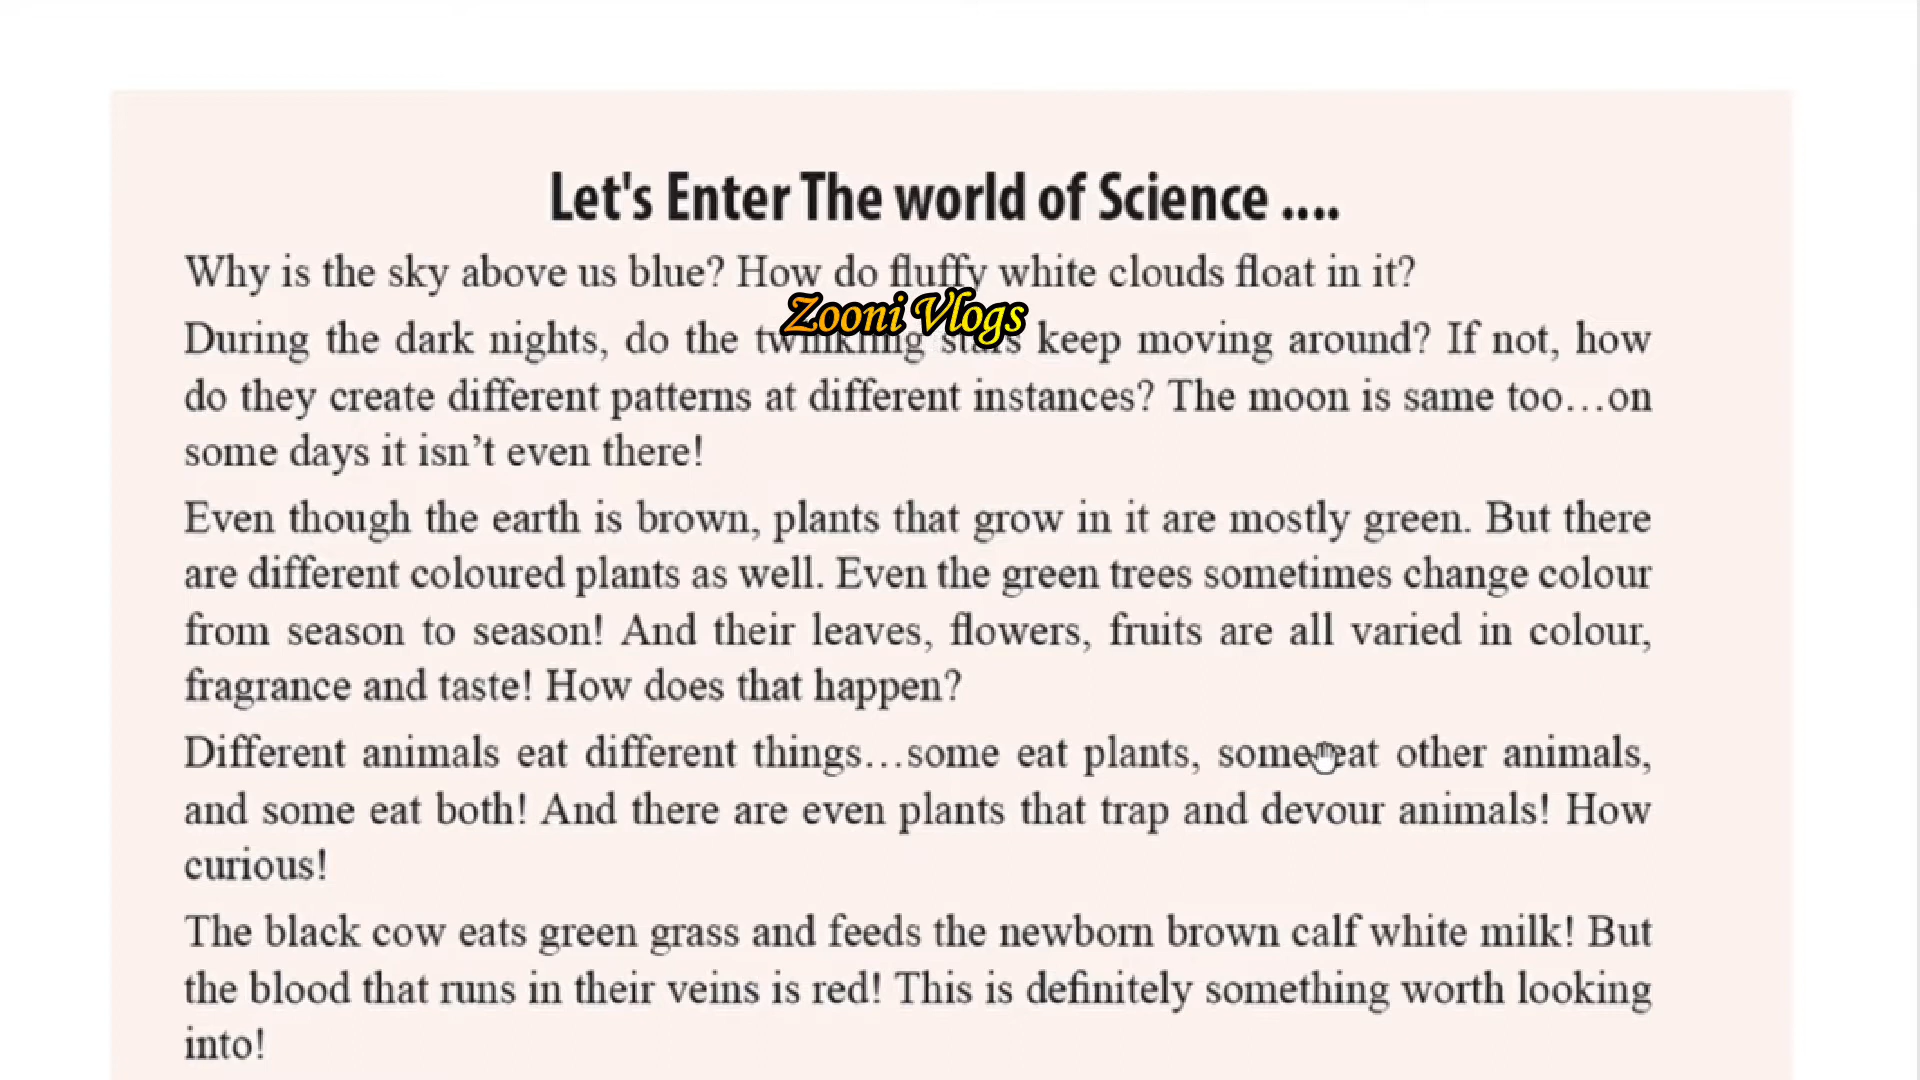 Let's Enter The world of Science ....
Why is the sky above us blue? How do fluffy white clouds float in it?
Zooni Vlogs
During the dark nights, do the twinkling stars keep moving around? If not, how
do they create different patterns at different instances? The moon is same too…on
some days it isn’t even there!
Even though the earth is brown, plants that grow in it are mostly green. But there
are different coloured plants as well. Even the green trees sometimes change colour
from season to season! And their leaves, flowers, fruits are all varied in colour,
fragrance and taste! How does that happen?
Different animals eat different things…some eat plants, some eat other animals,
and some eat both! And there are even plants that trap and devour animals! How
curious!
The black cow eats green grass and feeds the newborn brown calf white milk! But
the blood that runs in their veins is red! This is definitely something worth looking
into!